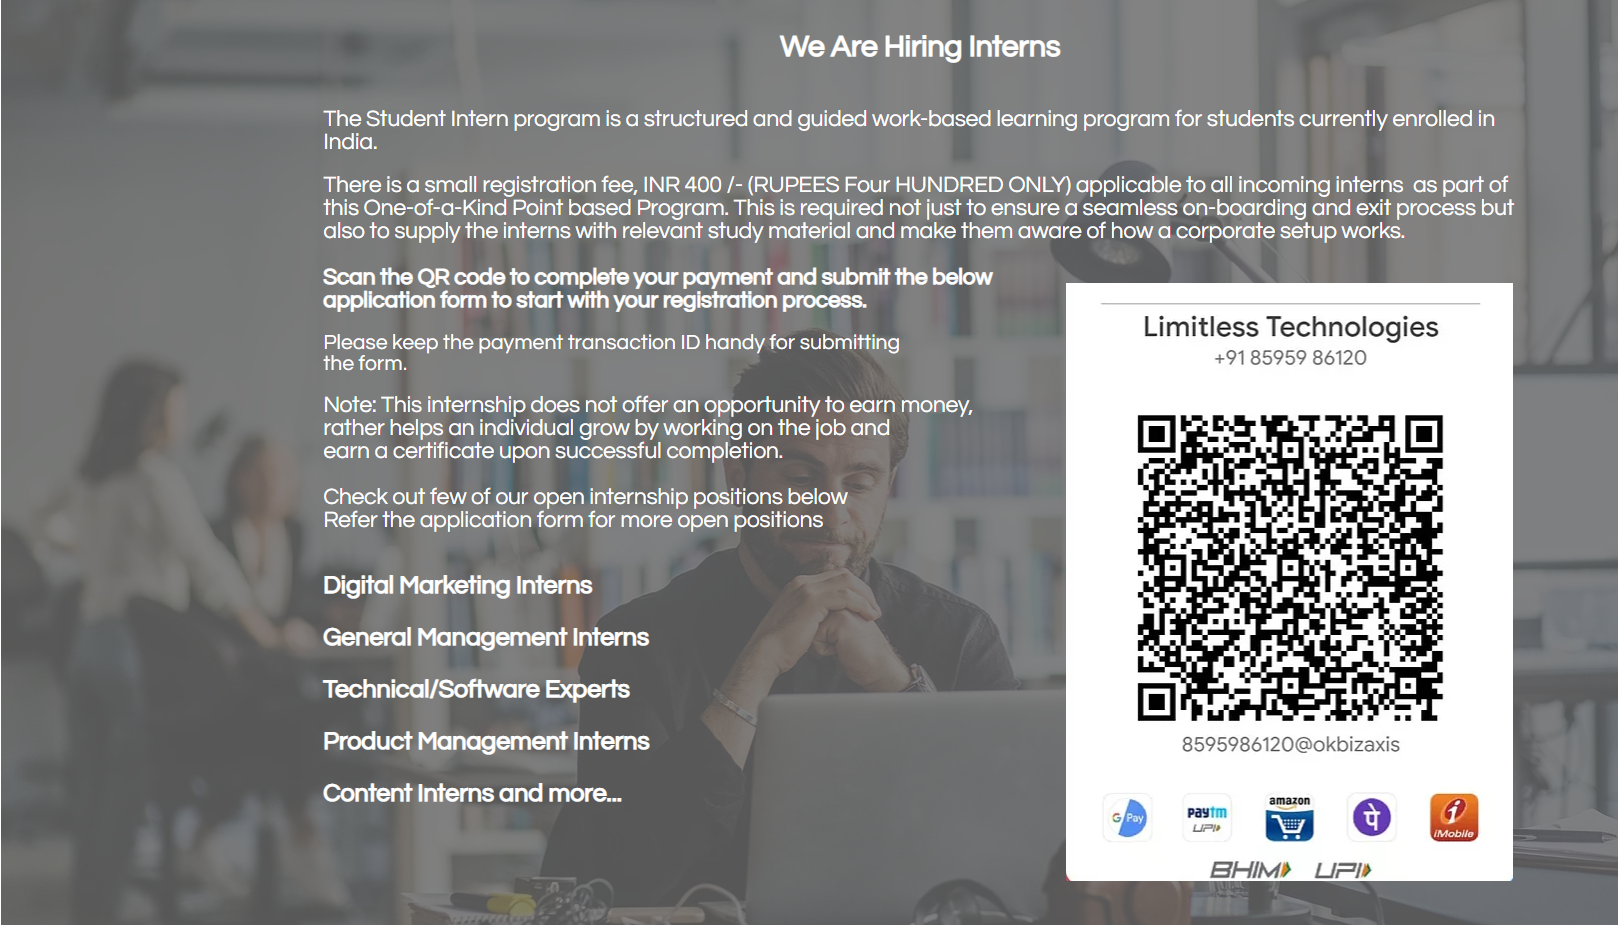 We Are Hiring Interns
The Student Intern program is a structured and guided work-based learning program for students currently enrolled in
India.
There is a small registration fee, INR 400 /- (RUPEES Four HUNDRED ONLY) applicable to all incoming interns  as part of
this One-of-a-Kind Point based Program. This is required not just to ensure a seamless on-boarding and exit process but
also to supply the interns with relevant study material and make them aware of how a corporate setup works.
Scan the QR code to complete your payment and submit the below
application form to start with your registration process.
Please keep the payment transaction ID handy for submitting
the form.
Note: This internship does not offer an opportunity to earn money,
rather helps an individual grow by working on the job and
earn a certificate upon successful completion.
Check out few of our open internship positions below
Refer the application form for more open positions
Digital Marketing Interns
General Management Interns
Technical/Software Experts
Product Management Interns
Content Interns and more...
Limitless Technologies
+91 85959 86120
8595986120@okbizaxis
G Pay
paytm
UPI
amazon
पे
i
iMobile
BHIM UPI